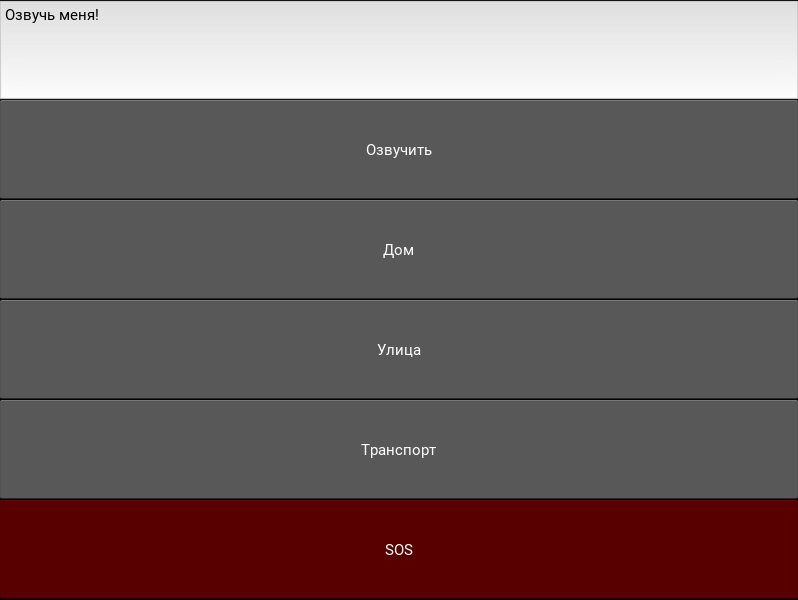 Озвучь меня!
Озвучить
Дом
Улица
Транспорт
SOS